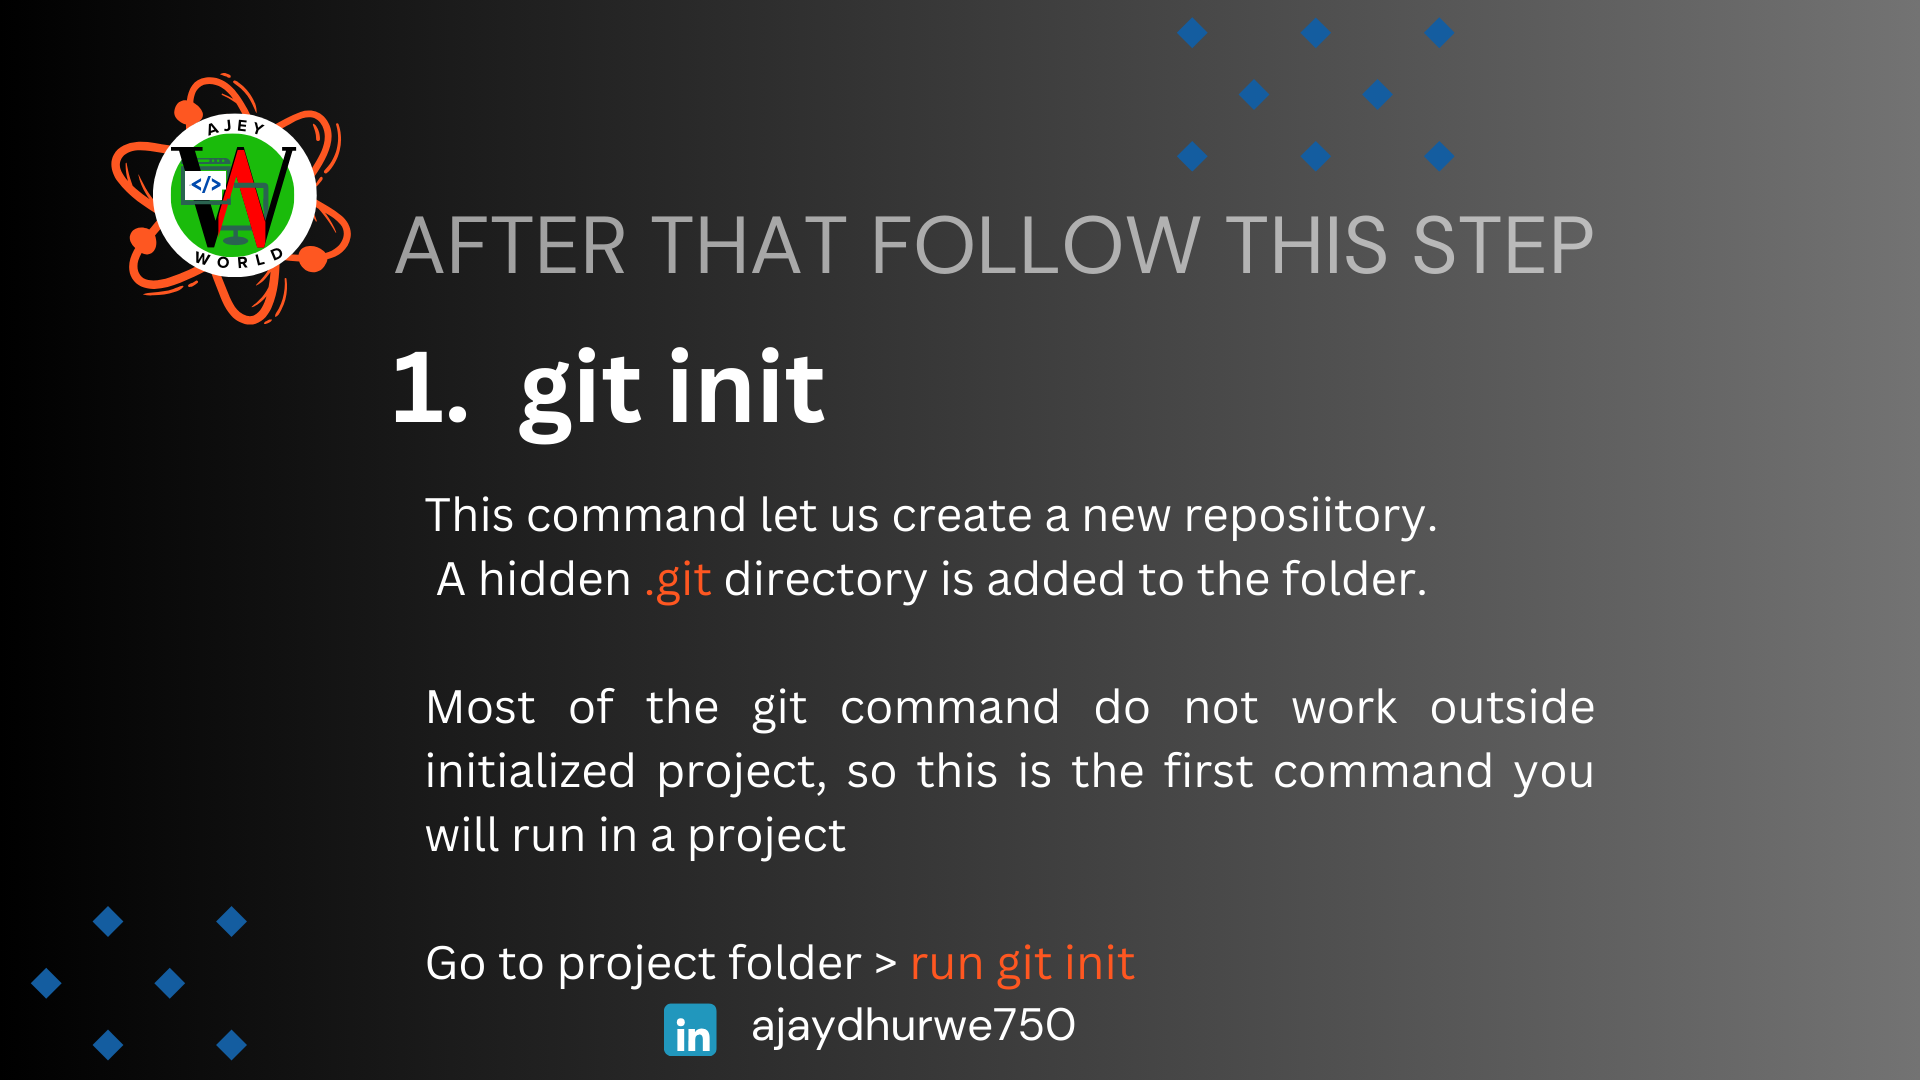 AJEY
W
</>
WORLD
AFTER THAT FOLLOW THIS STEP
1. git init
This command let us create a new reposiitory.
A hidden .git directory is added to the folder.
Most of the git command do not work outside
initialized project, so this is the first command you
will run in a project
Go to project folder > run git init
in ajaydhurwe750